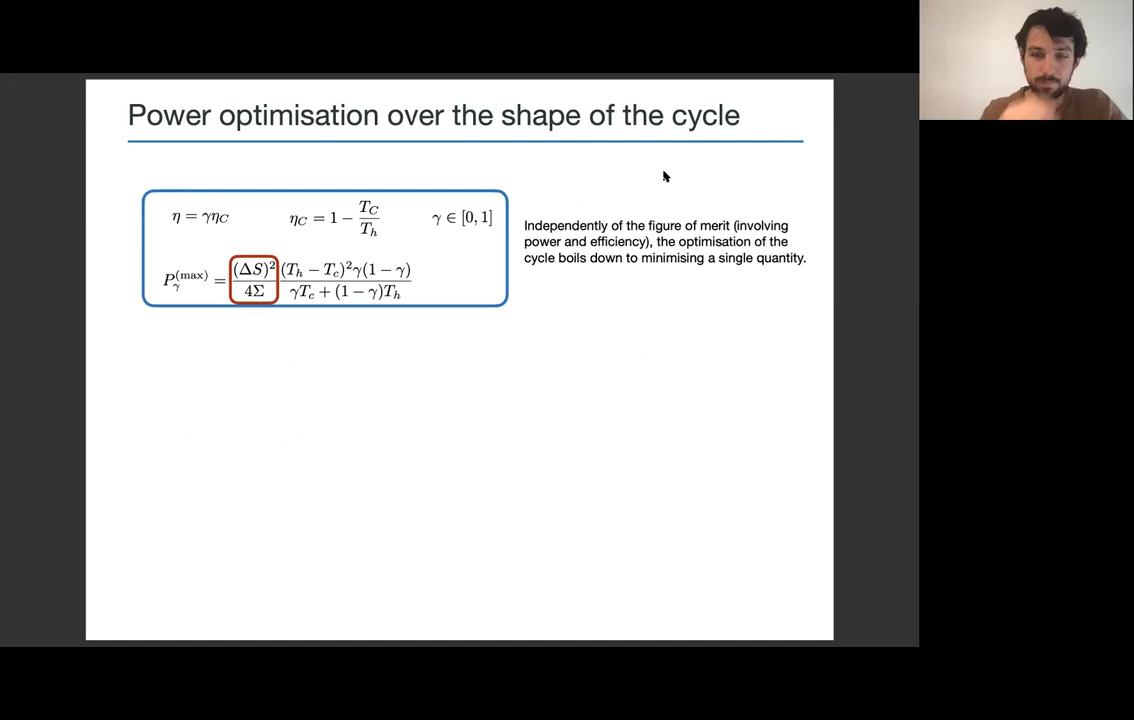 Power optimisation over the shape of the cycle
η = γη_C    η_C = 1 − T_C/T_h    γ ∈ [0, 1]
P_γ^(max) = (ΔS)²/4Σ (T_h − T_c)²γ(1 − γ)/γT_c + (1 − γ)T_h
Independently of the figure of merit (involving
power and efficiency), the optimisation of the
cycle boils down to minimising a single quantity.